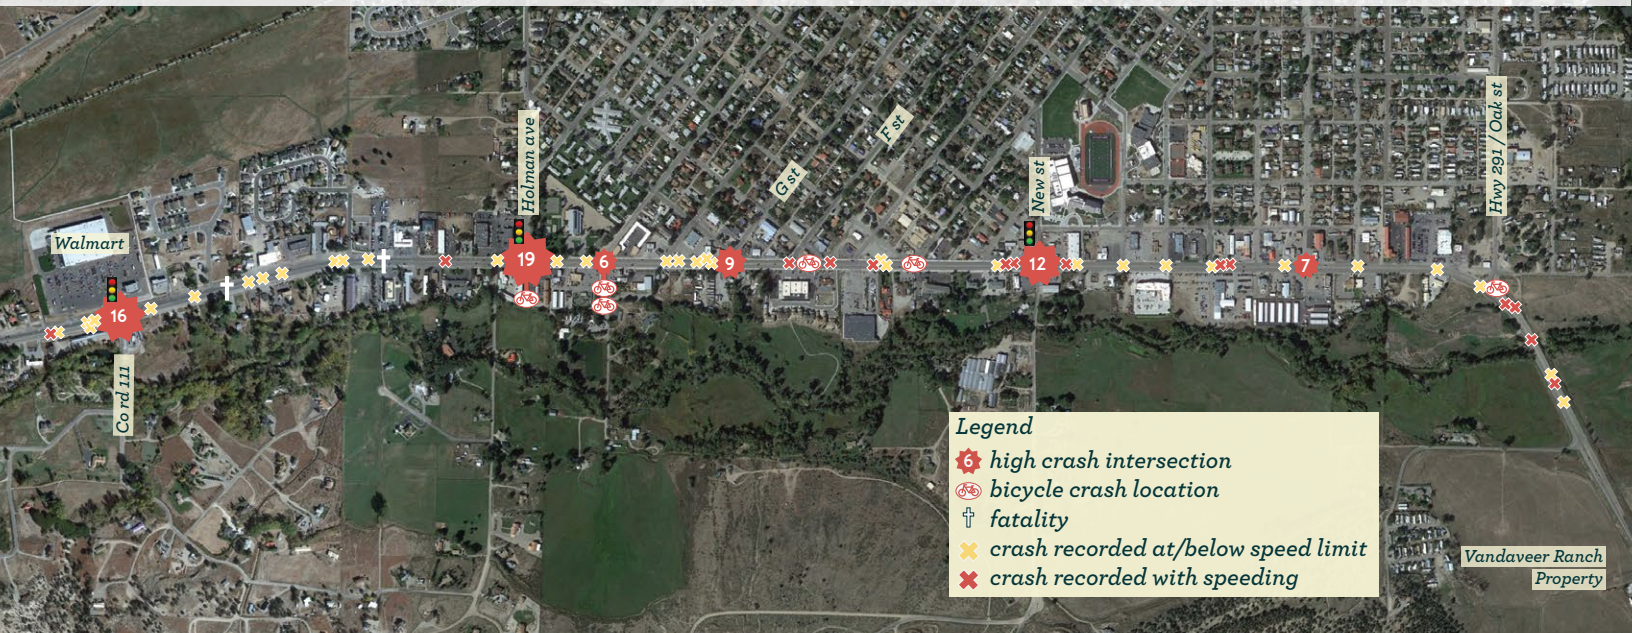 Holman ave
F st
Hwy 291 / Oak st
G st
New st
Walmart
19
6
9
12
7
16
Co rd 111
Legend
6 high crash intersection
bicycle crash location
fatality
crash recorded at/below speed limit
crash recorded with speeding
Vandaveer Ranch
Property